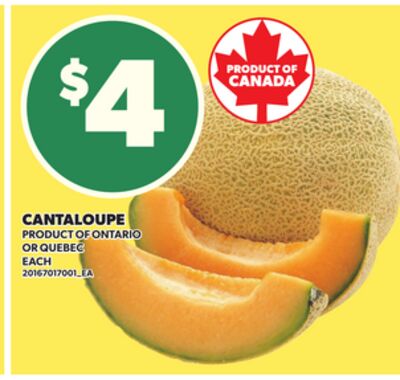 $4
PRODUCT OF
CANADA
CANTALOUPE
PRODUCT OF ONTARIO
OR QUEBEC
EACH
20167017001_EA